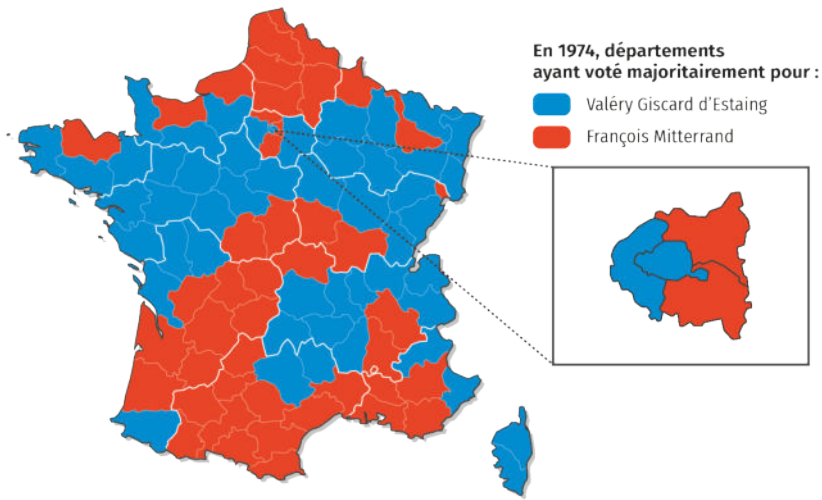 En 1974, départements
ayant voté majoritairement pour :
Valéry Giscard d'Estaing
François Mitterrand